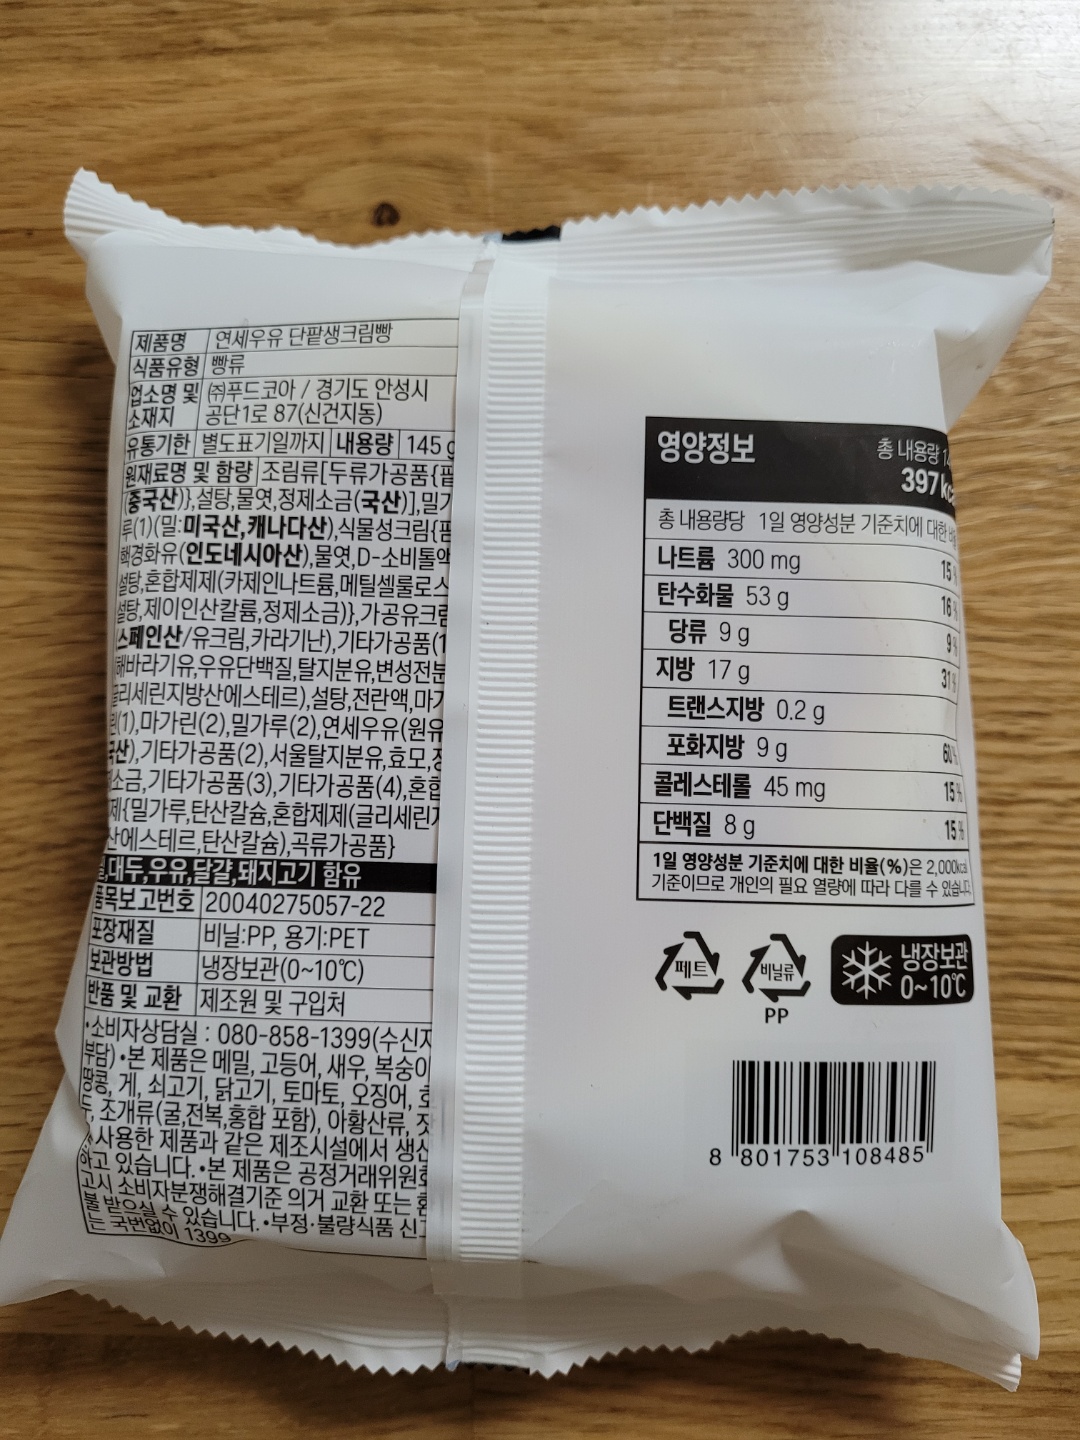 제품명 연세우유 단팥생크림빵
식품유형 빵류
업소명 및 소재지 ㈜푸드코아 / 경기도 안성시
공단1로 87(신건지동)
유통기한 별도표기일까지 내용량 145 g
원재료명 및 함량 조림류[두류가공품{팥
(중국산)},설탕,물엿,정제소금(국산)],밀가
루(1)(밀:미국산,캐나다산),식물성크림{팜
핵경화유(인도네시아산),물엿,D-소비톨액
설탕,혼합제제(카제인나트륨,메틸셀룰로스
설탕,제이인산칼륨,정제소금)},가공유크림
스페인산/유크림,카라기난),기타가공품(1
해바라기유,우유단백질,탈지분유,변성전분
글리세린지방산에스테르),설탕,전란액,마가
린(1),마가린(2),밀가루(2),연세우유(원유
국산),기타가공품(2),서울탈지분유,효모,정
제소금,기타가공품(3),기타가공품(4),혼합
제제{밀가루,탄산칼슘,혼합제제(글리세린지
산에스테르,탄산칼슘),곡류가공품}
대두,우유,달걀,돼지고기 함유
품목보고번호 20040275057-22
포장재질 비닐:PP, 용기:PET
보관방법 냉장보관(0~10℃)
반품 및 교환 제조원 및 구입처
•소비자상담실 : 080-858-1399(수신자
부담) •본 제품은 메밀, 고등어, 새우, 복숭아
땅콩, 게, 쇠고기, 닭고기, 토마토, 오징어, 호
조개류(굴,전복,홍합 포함), 아황산류, 잣
사용한 제품과 같은 제조시설에서 생산
하고 있습니다. •본 제품은 공정거래위원회
고시 소비자분쟁해결기준 의거 교환 또는 환
불 받으실 수 있습니다. •부정·불량식품 신고
는 국번없이 1399
영양정보 총 내용량
397 kcal
총 내용량당 1일 영양성분 기준치에 대한
나트륨 300 mg 15 %
탄수화물 53 g 16 %
당류 9 g 9 %
지방 17 g 31 %
트랜스지방 0.2 g
포화지방 9 g 60 %
콜레스테롤 45 mg 15 %
단백질 8 g 15 %
1일 영양성분 기준치에 대한 비율(%)은 2,000kcal
기준이므로 개인의 필요 열량에 따라 다를 수 있습니다.
페트
비닐류
PP
냉장보관
0~10℃
8 801753 108485